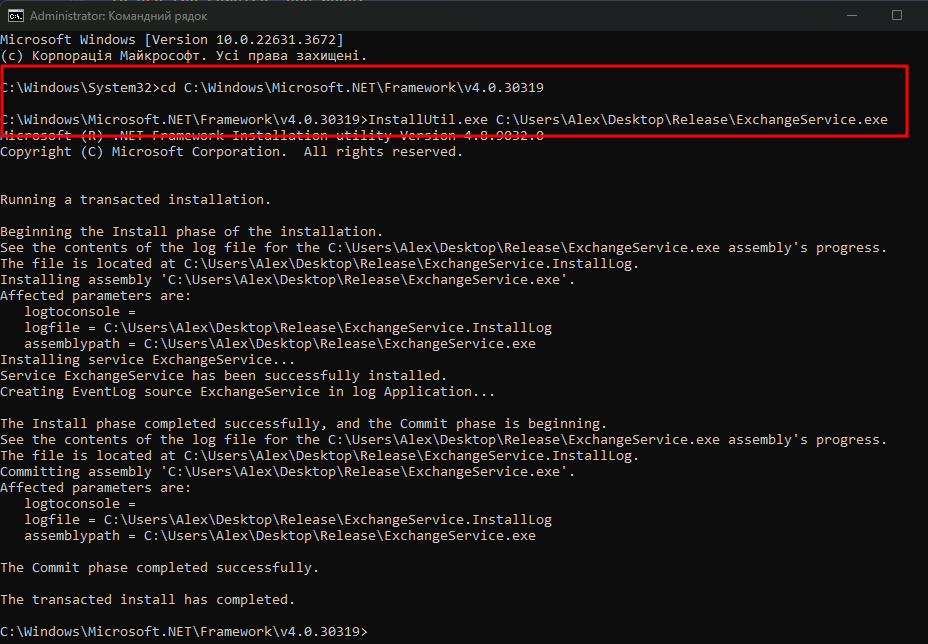 Administrator: Командний рядок
Microsoft Windows [Version 10.0.22631.3672]
(c) Корпорація Майкрософт. Усі права захищені.
C:\Windows\System32>cd C:\Windows\Microsoft.NET\Framework\v4.0.30319
C:\Windows\Microsoft.NET\Framework\v4.0.30319>InstallUtil.exe C:\Users\Alex\Desktop\Release\ExchangeService.exe
Microsoft (R) .NET Framework Installation utility Version 4.8.9032.0
Copyright (C) Microsoft Corporation.  All rights reserved.
Running a transacted installation.
Beginning the Install phase of the installation.
See the contents of the log file for the C:\Users\Alex\Desktop\Release\ExchangeService.exe assembly's progress.
The file is located at C:\Users\Alex\Desktop\Release\ExchangeService.InstallLog.
Installing assembly 'C:\Users\Alex\Desktop\Release\ExchangeService.exe'.
Affected parameters are:
   logtoconsole =
   logfile = C:\Users\Alex\Desktop\Release\ExchangeService.InstallLog
   assemblypath = C:\Users\Alex\Desktop\Release\ExchangeService.exe
Installing service ExchangeService...
Service ExchangeService has been successfully installed.
Creating EventLog source ExchangeService in log Application...
The Install phase completed successfully, and the Commit phase is beginning.
See the contents of the log file for the C:\Users\Alex\Desktop\Release\ExchangeService.exe assembly's progress.
The file is located at C:\Users\Alex\Desktop\Release\ExchangeService.InstallLog.
Committing assembly 'C:\Users\Alex\Desktop\Release\ExchangeService.exe'.
Affected parameters are:
   logtoconsole =
   logfile = C:\Users\Alex\Desktop\Release\ExchangeService.InstallLog
   assemblypath = C:\Users\Alex\Desktop\Release\ExchangeService.exe
The Commit phase completed successfully.
The transacted install has completed.
C:\Windows\Microsoft.NET\Framework\v4.0.30319>